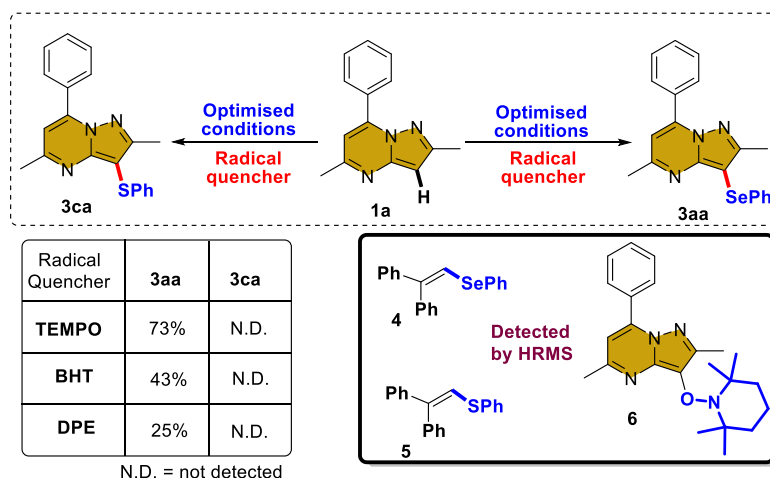 N
N
N
SPh
3ca
Optimised
conditions
Radical
quencher
N
N
N
H
1a
Optimised
conditions
Radical
quencher
N
N
N
SePh
3aa
Radical
Quencher
3aa
3ca
TEMPO
73%
N.D.
BHT
43%
N.D.
DPE
25%
N.D.
N.D. = not detected
Ph
SePh
Ph
4
Ph
SPh
Ph
5
Detected
by HRMS
N
N
N
O
N
6